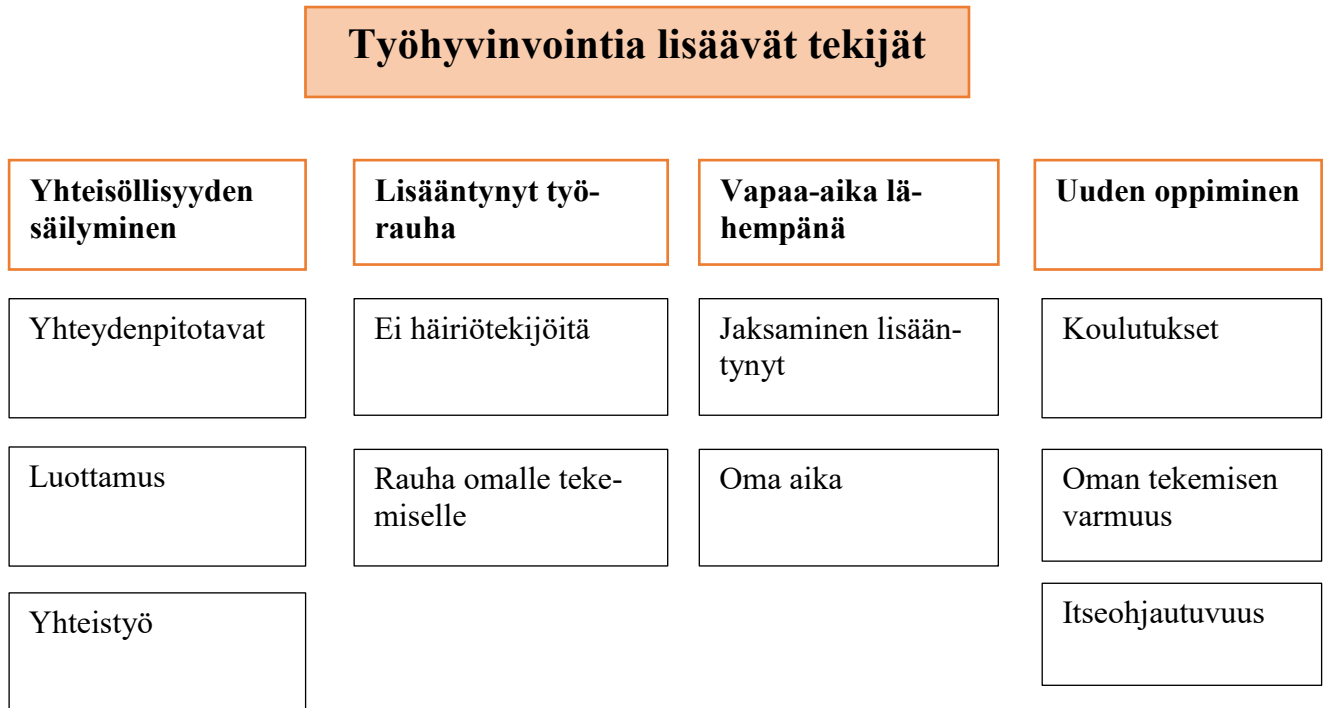 Työhyvinvointia lisäävät tekijät
Yhteisöllisyyden
säilyminen
Lisääntynyt työ-
rauha
Vapaa-aika lä-
hempänä
Uuden oppiminen
Yhteydenpitotavat
Ei häiriötekijöitä
Jaksaminen lisään-
tynyt
Koulutukset
Luottamus
Rauha omalle teke-
miselle
Oma aika
Oman tekemisen
varmuus
Yhteistyö
Itseohjautuvuus